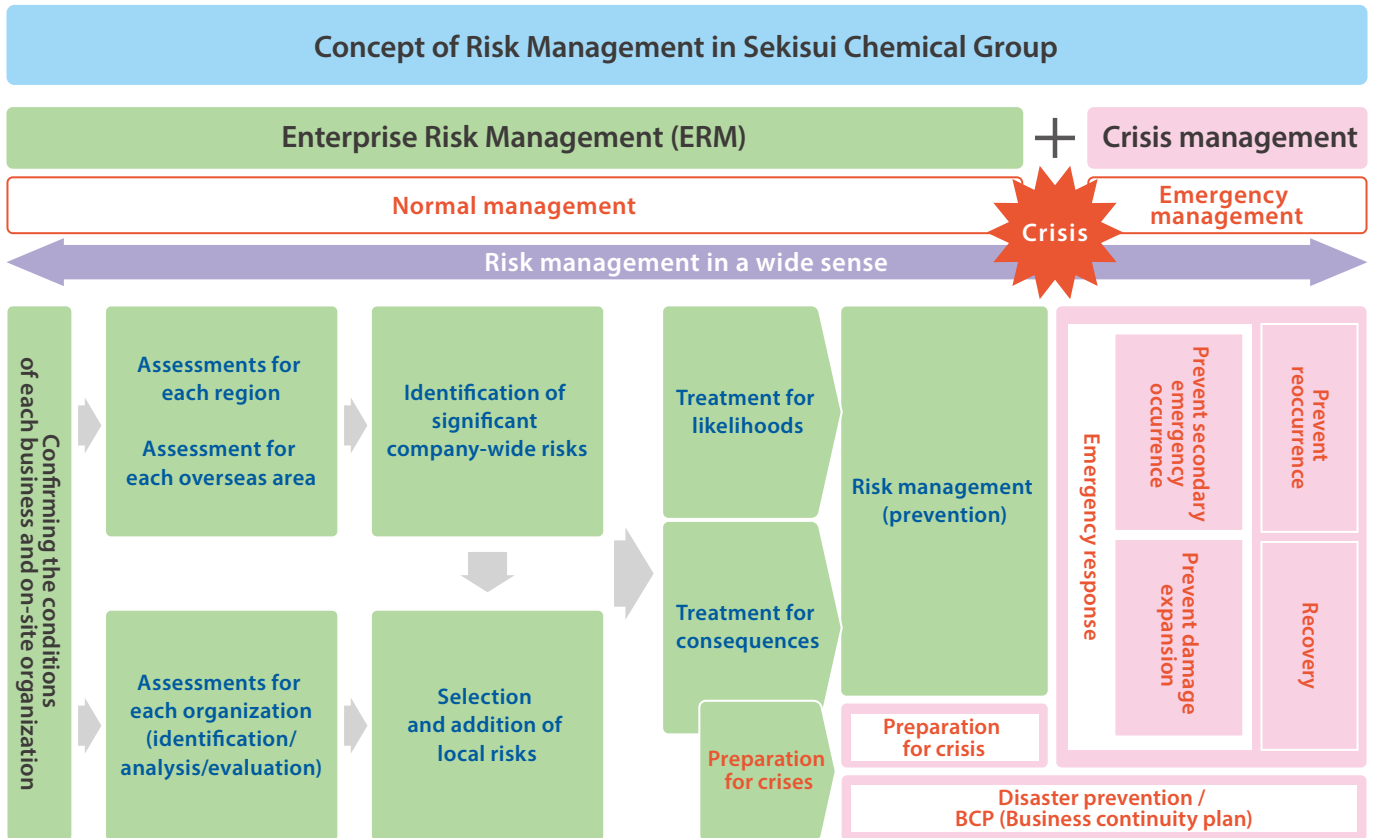 Concept of Risk Management in Sekisui Chemical Group
Enterprise Risk Management (ERM)
+
Crisis management
Normal management
Crisis
Emergency
management
Risk management in a wide sense
Confirming the conditions
of each business and on-site organization
Assessments for
each region
Assessment for
each overseas area
Identification of
significant
company-wide risks
Assessments for
each organization
(identification/
analysis/evaluation)
Selection
and addition of
local risks
Treatment for
likelihoods
Treatment for
consequences
Preparation
for crises
Risk management
(prevention)
Preparation
for crisis
Disaster prevention /
BCP (Business continuity plan)
Emergency response
Prevent secondary
emergency
occurrence
Prevent damage
expansion
Prevent
reoccurrence
Recovery